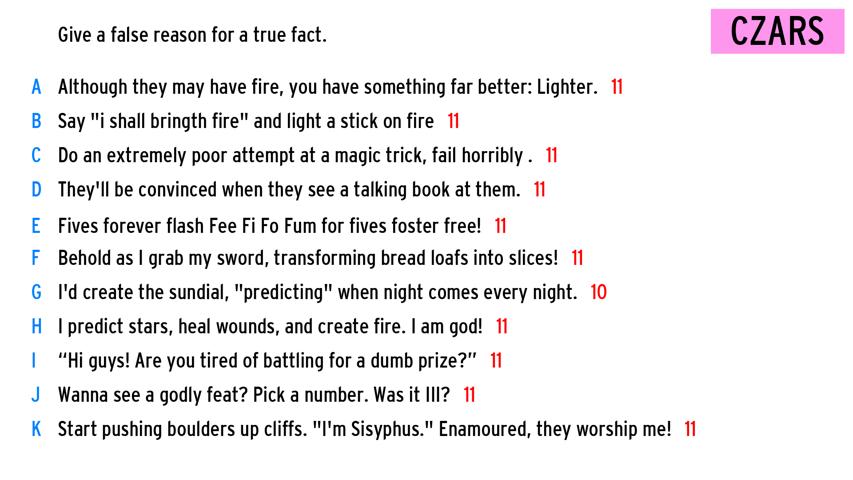 Give a false reason for a true fact.
CZARS
A Although they may have fire, you have something far better: Lighter. 11
B Say "i shall bringth fire" and light a stick on fire 11
C Do an extremely poor attempt at a magic trick, fail horribly . 11
D They'll be convinced when they see a talking book at them. 11
E Fives forever flash Fee Fi Fo Fum for fives foster free! 11
F Behold as I grab my sword, transforming bread loafs into slices! 11
G I'd create the sundial, "predicting" when night comes every night. 10
H I predict stars, heal wounds, and create fire. I am god! 11
I “Hi guys! Are you tired of battling for a dumb prize?” 11
J Wanna see a godly feat? Pick a number. Was it III? 11
K Start pushing boulders up cliffs. "I'm Sisyphus." Enamoured, they worship me! 11